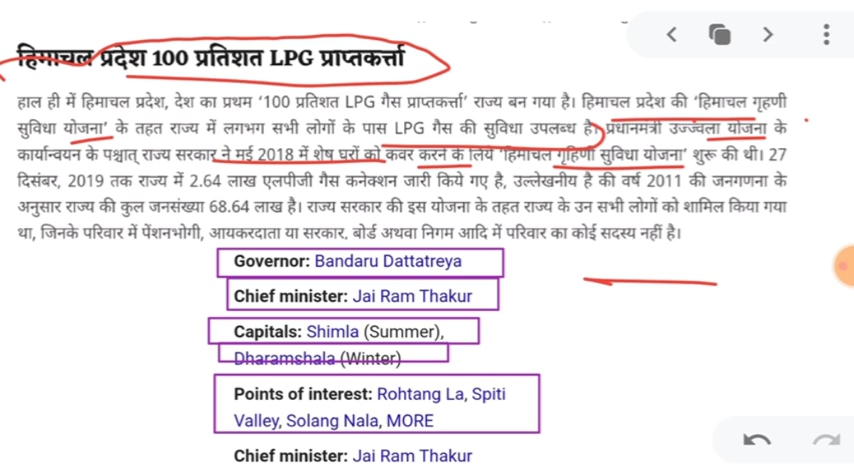 हिमाचल प्रदेश 100 प्रतिशत LPG प्राप्तकर्त्ता
हाल ही में हिमाचल प्रदेश, देश का प्रथम ‘100 प्रतिशत LPG गैस प्राप्तकर्त्ता’ राज्य बन गया है। हिमाचल प्रदेश की ‘हिमाचल गृहणी
सुविधा योजना’ के तहत राज्य में लगभग सभी लोगों के पास LPG गैस की सुविधा उपलब्ध है। प्रधानमंत्री उज्ज्वला योजना के
कार्यान्वयन के पश्चात् राज्य सरकार ने मई 2018 में शेष घरों को कवर करने के लिये ‘हिमाचल गृहिणी सुविधा योजना’ शुरू की थी। 27
दिसंबर, 2019 तक राज्य में 2.64 लाख एलपीजी गैस कनेक्शन जारी किये गए है, उल्लेखनीय है की वर्ष 2011 की जनगणना के
अनुसार राज्य की कुल जनसंख्या 68.64 लाख है। राज्य सरकार की इस योजना के तहत राज्य के उन सभी लोगों को शामिल किया गया
था, जिनके परिवार में पेंशनभोगी, आयकरदाता या सरकार, बोर्ड अथवा निगम आदि में परिवार का कोई सदस्य नहीं है।
Governor: Bandaru Dattatreya
Chief minister: Jai Ram Thakur
Capitals: Shimla (Summer),
Dharamshala (Winter)
Points of interest: Rohtang La, Spiti
Valley, Solang Nala, MORE
Chief minister: Jai Ram Thakur